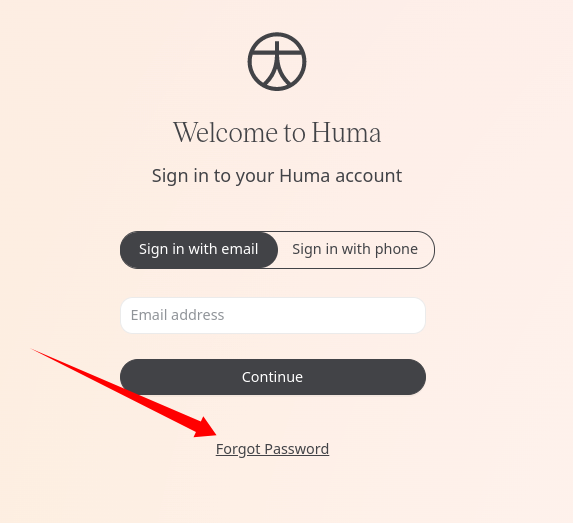 Welcome to Huma
Sign in to your Huma account
Sign in with email
Sign in with phone
Email address
Continue
Forgot Password